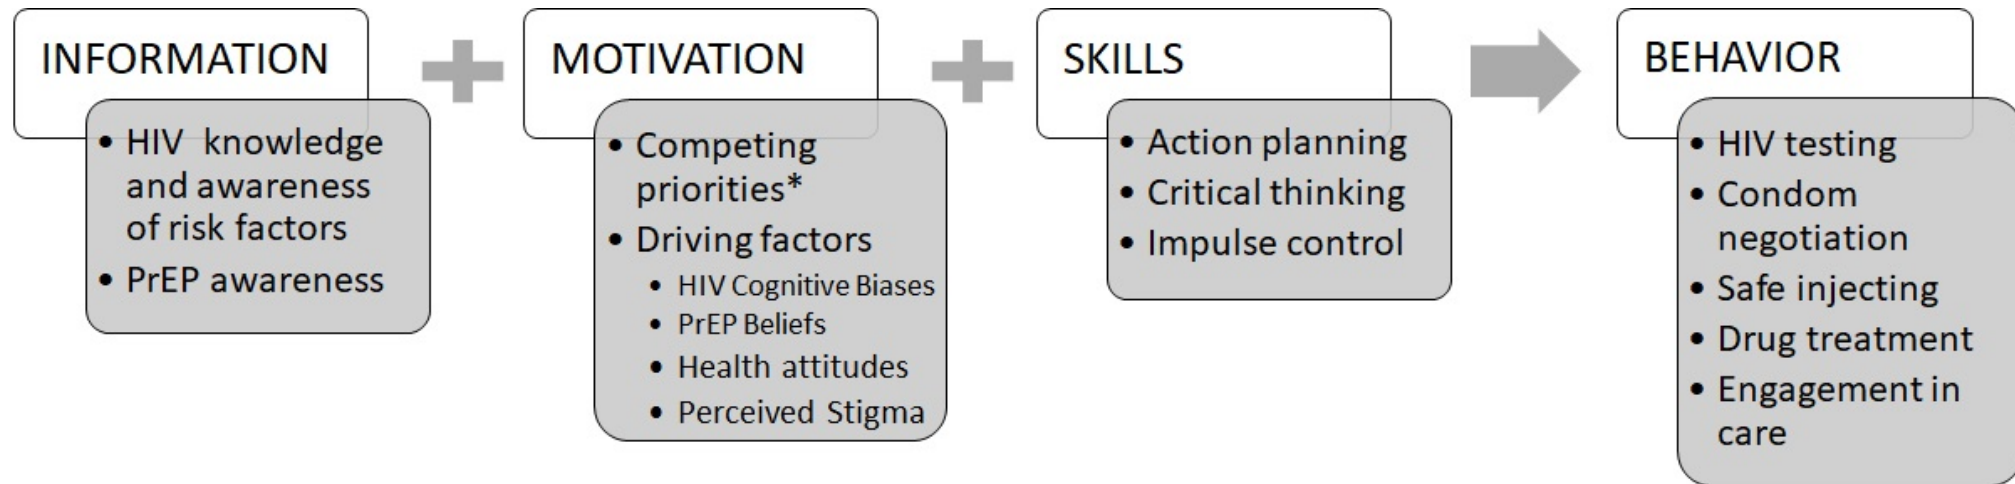 INFORMATION
• HIV knowledge
and awareness
of risk factors
• PrEP awareness
MOTIVATION
• Competing
priorities*
• Driving factors
• HIV Cognitive Biases
• PrEP Beliefs
• Health attitudes
• Perceived Stigma
SKILLS
• Action planning
• Critical thinking
• Impulse control
BEHAVIOR
• HIV testing
• Condom
negotiation
• Safe injecting
• Drug treatment
• Engagement in
care